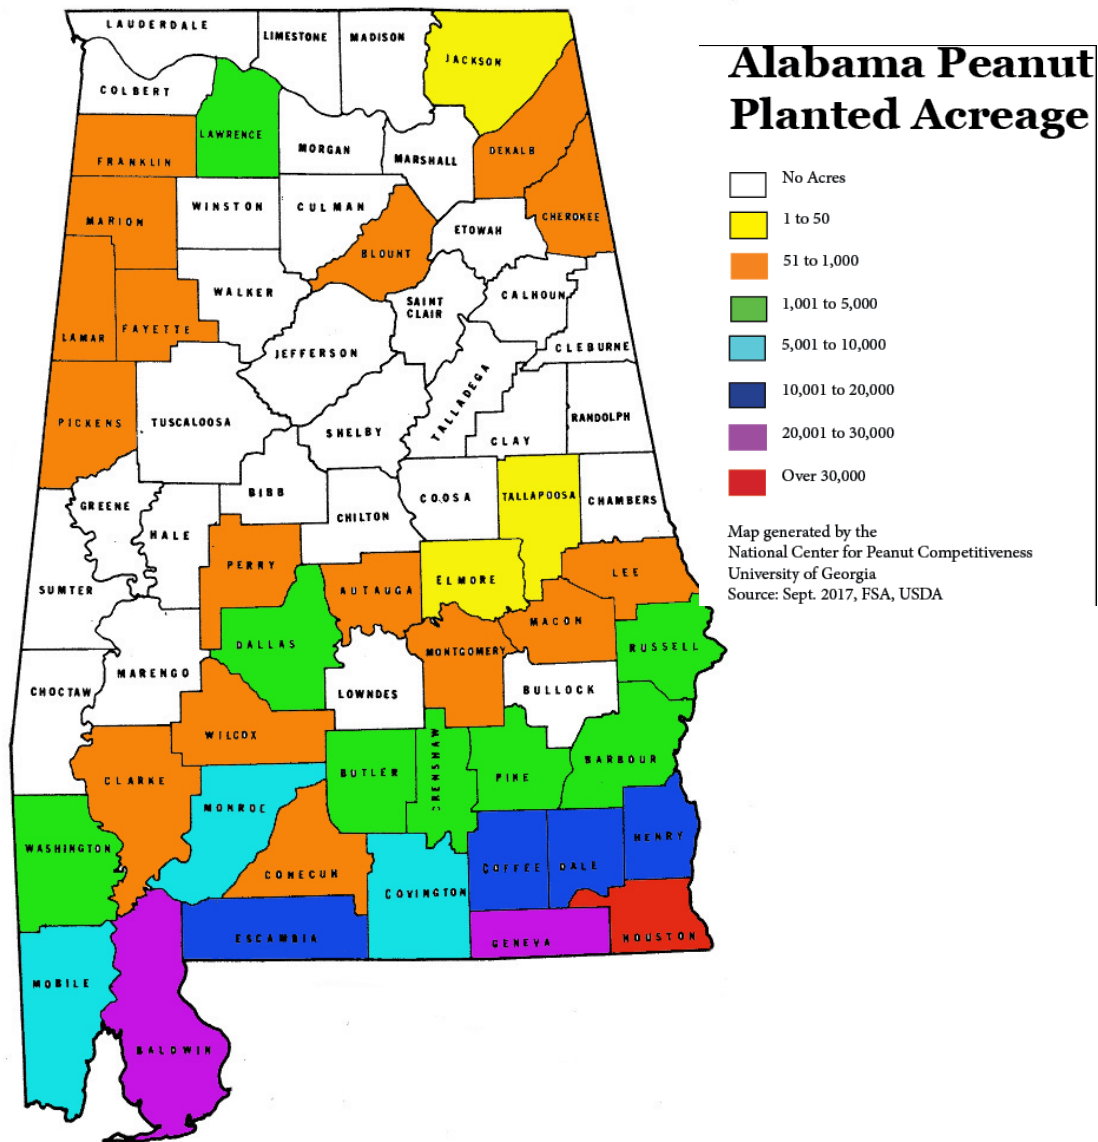 Alabama Peanut
Planted Acreage
No Acres
1 to 50
51 to 1,000
1,001 to 5,000
5,001 to 10,000
10,001 to 20,000
20,001 to 30,000
Over 30,000
Map generated by the
National Center for Peanut Competitiveness
University of Georgia
Source: Sept. 2017, FSA, USDA
LAUDERDALE
LIMESTONE
MADISON
JACKSON
COLBERT
LAWRENCE
MORGAN
MARSHALL
DEKALB
FRANKLIN
MARION
WINSTON
CULMAN
BLOUNT
ETOWAH
CHEROKEE
WALKER
SAINT
CLAIR
CALHOUN
LAMAR
FAYETTE
JEFFERSON
CLEBURNE
PICKENS
TUSCALOOSA
SHELBY
TALLADEGA
CLAY
RANDOLPH
GREENE
HALE
BIBB
CHILTON
COOSA
TALLAPOOSA
CHAMBERS
SUMTER
PERRY
AUTAUGA
ELMORE
LEE
DALLAS
MONTGOMERY
MACON
RUSSELL
CHOCTAW
MARENGO
LOWNDES
BULLOCK
WILCOX
CLARKE
BUTLER
CRENSHAW
PIKE
BARBOUR
MONROE
WASHINGTON
CONECUH
COVINGTON
COFFEE
DALE
HENRY
ESCAMBIA
GENEVA
HOUSTON
MOBILE
BALDWIN